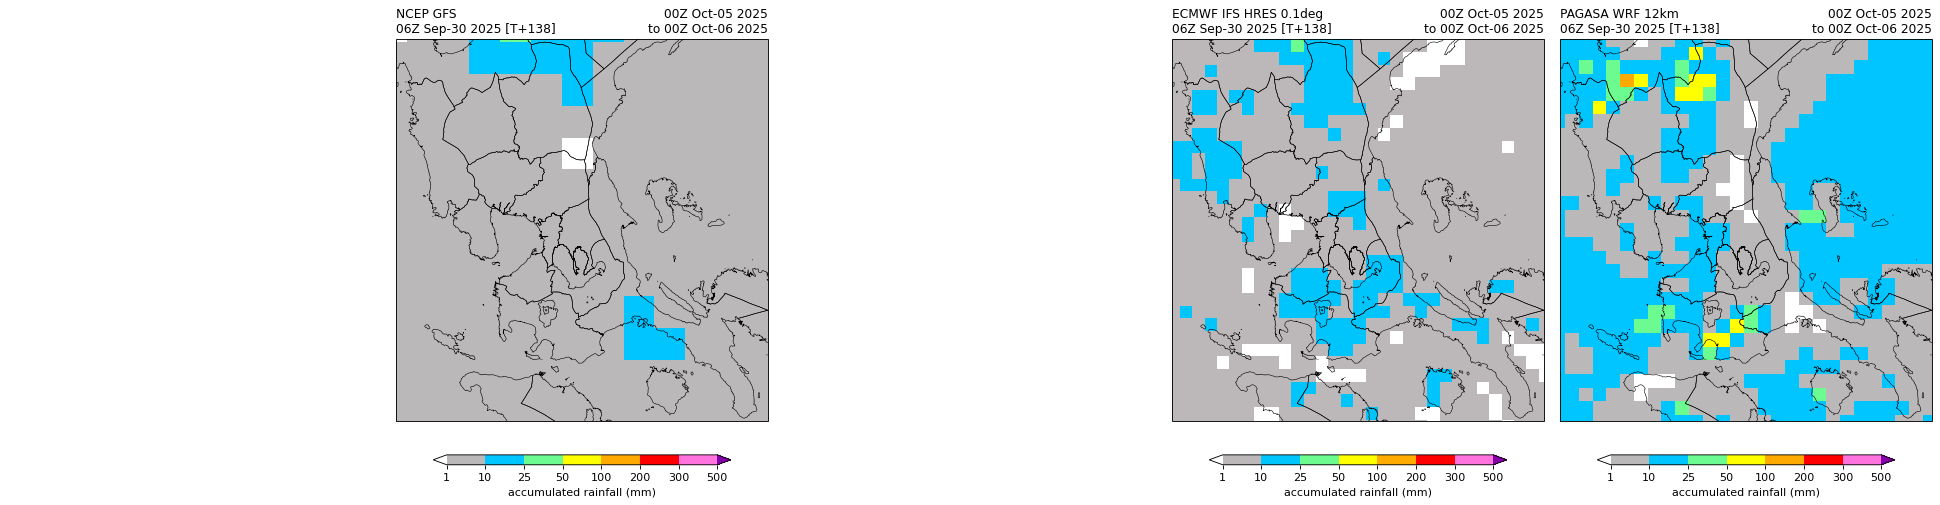 NCEP GFS 00Z Oct-05 2025
06Z Sep-30 2025 [T+138] to 00Z Oct-06 2025
1 10 25 50 100 200 300 500
accumulated rainfall (mm)
ECMWF IFS HRES 0.1deg 00Z Oct-05 2025
06Z Sep-30 2025 [T+138] to 00Z Oct-06 2025
1 10 25 50 100 200 300 500
accumulated rainfall (mm)
PAGASA WRF 12km 00Z Oct-05 2025
06Z Sep-30 2025 [T+138] to 00Z Oct-06 2025
1 10 25 50 100 200 300 500
accumulated rainfall (mm)